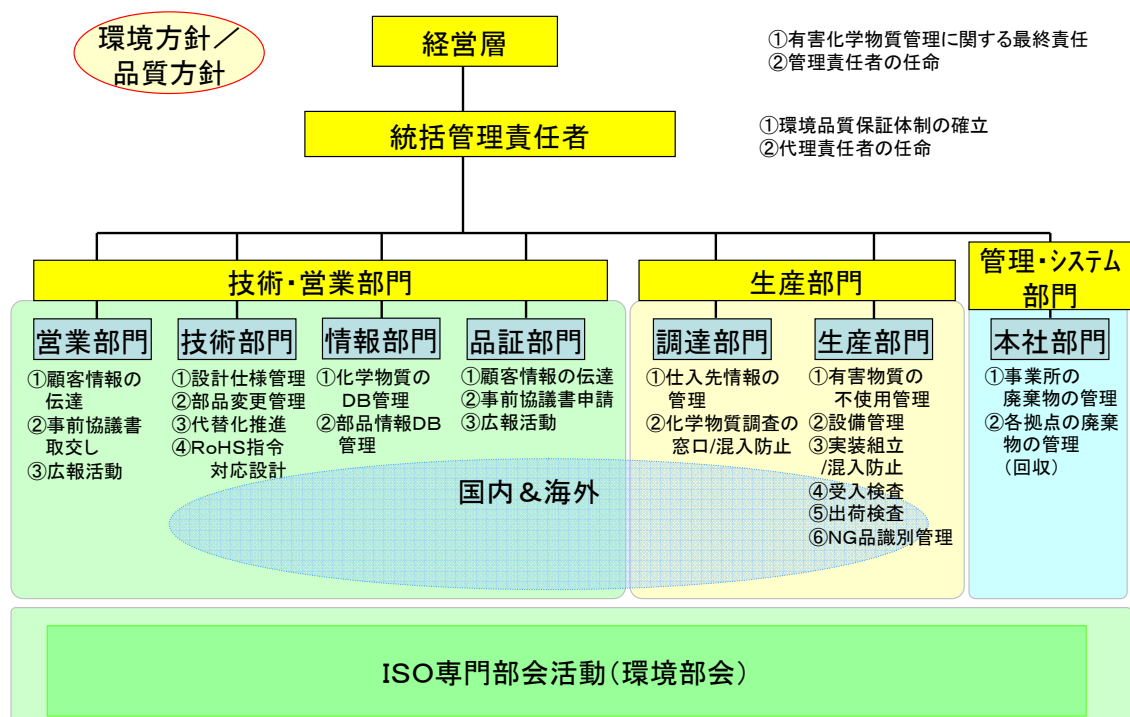 環境方針／
品質方針
経営層
①有害化学物質管理に関する最終責任
②管理責任者の任命
統括管理責任者
①環境品質保証体制の確立
②代理責任者の任命
技術・営業部門
生産部門
管理・システム
部門
営業部門
①顧客情報の
伝達
②事前協議書
取交し
③広報活動
技術部門
①設計仕様管理
②部品変更管理
③代替化推進
④RoHS指令
対応設計
情報部門
①化学物質の
DB管理
②部品情報DB
管理
品証部門
①顧客情報の伝達
②事前協議書申請
③広報活動
調達部門
①仕入先情報の
管理
②化学物質調査の
窓口/混入防止
生産部門
①有害物質の
不使用管理
②設備管理
③実装組立
/混入防止
④受入検査
⑤出荷検査
⑥NG品識別管理
本社部門
①事業所の
廃棄物の管理
②各拠点の廃棄
物の管理
（回収）
国内＆海外
ISO専門部会活動（環境部会）